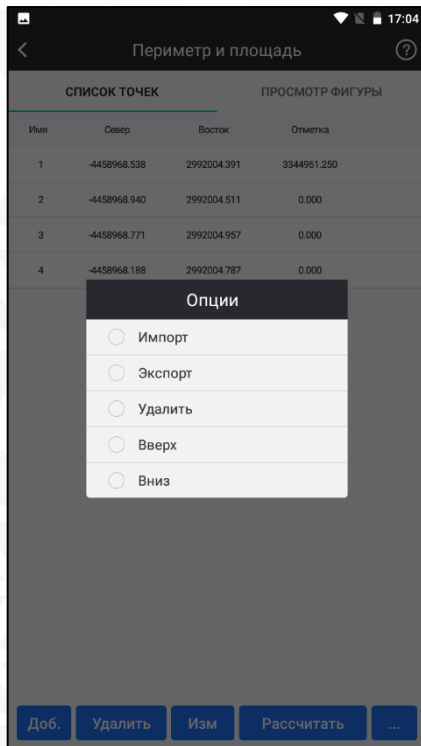 17:04
Периметр и площадь
СПИСОК ТОЧЕК ПРОСМОТР ФИГУРЫ
Имя Север Восток Отметка
1 -4458968.538 2992004.391 3344961.250
2 -4458968.940 2992004.511 0.000
3 -4458968.771 2992004.957 0.000
4 -4458968.188 2992004.787 0.000
Опции
Импорт
Экспорт
Удалить
Вверх
Вниз
Доб. Удалить Изм Рассчитать ...